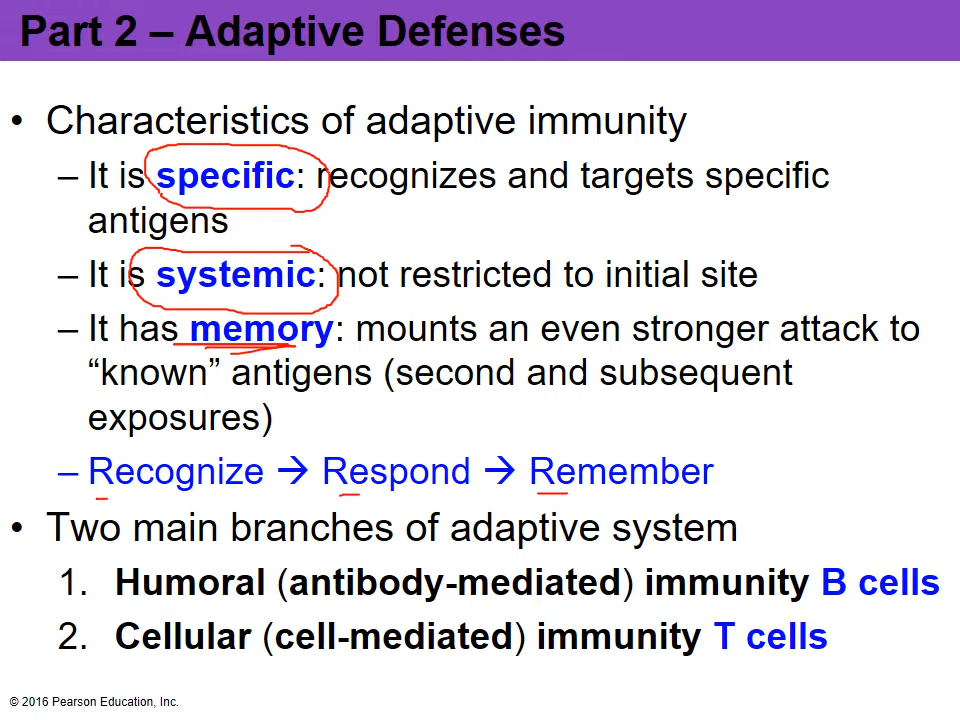 Part 2 – Adaptive Defenses
• Characteristics of adaptive immunity
– It is specific: recognizes and targets specific
antigens
– It is systemic: not restricted to initial site
– It has memory: mounts an even stronger attack to
“known” antigens (second and subsequent
exposures)
– Recognize → Respond → Remember
• Two main branches of adaptive system
1. Humoral (antibody-mediated) immunity B cells
2. Cellular (cell-mediated) immunity T cells
© 2016 Pearson Education, Inc.